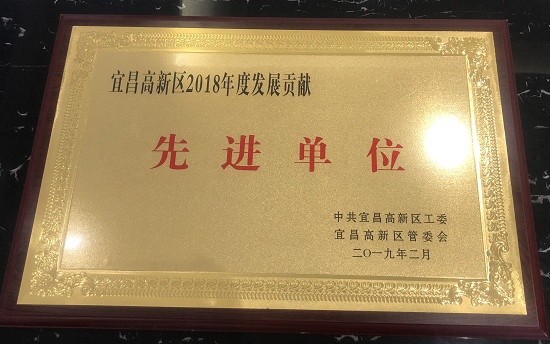 宜昌高新区2018年度发展贡献
先进单位
中共宜昌高新区工委
宜昌高新区管委会
二〇一九年二月